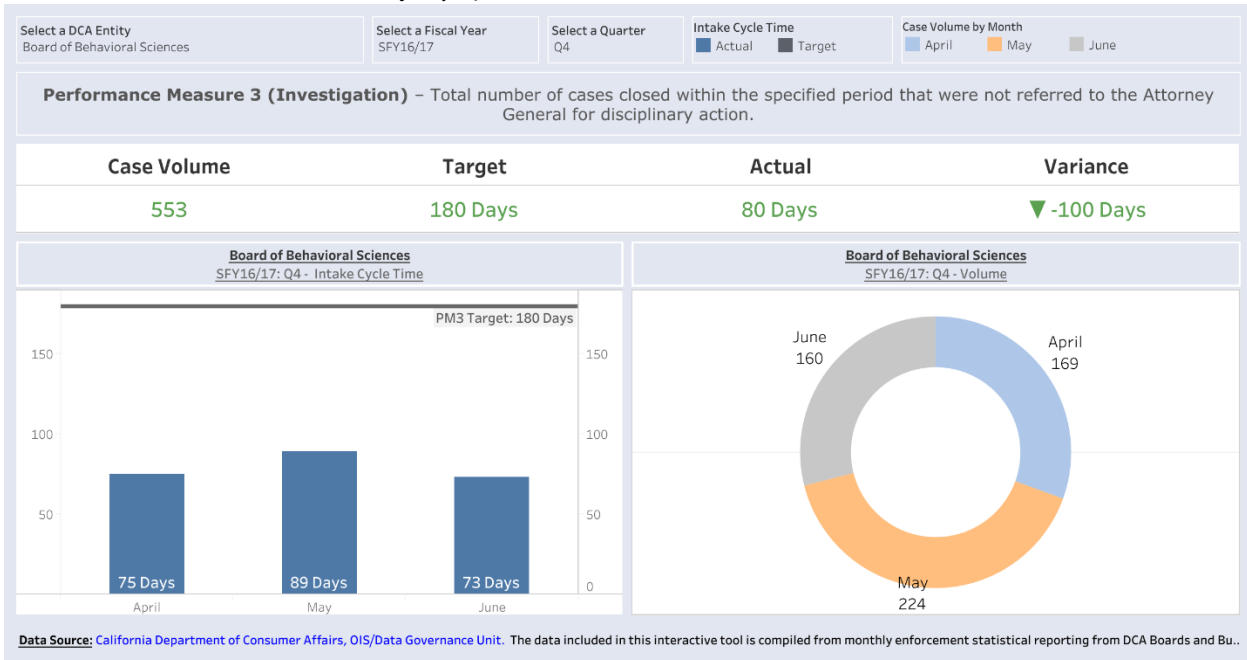 Select a DCA Entity
Board of Behavioral Sciences
Select a Fiscal Year
SFY16/17
Select a Quarter
Q4
Intake Cycle Time
Actual Target
Case Volume by Month
April May June
Performance Measure 3 (Investigation) – Total number of cases closed within the specified period that were not referred to the Attorney
General for disciplinary action.
Case Volume Target Actual Variance
553 180 Days 80 Days ▼ -100 Days
Board of Behavioral Sciences
SFY16/17: Q4 - Intake Cycle Time
PM3 Target: 180 Days
150 150
100 100
50 50
0
75 Days 89 Days 73 Days
April May June
Board of Behavioral Sciences
SFY16/17: Q4 - Volume
June
160
April
169
May
224
Data Source: California Department of Consumer Affairs, OIS/Data Governance Unit. The data included in this interactive tool is compiled from monthly enforcement statistical reporting from DCA Boards and Bu..